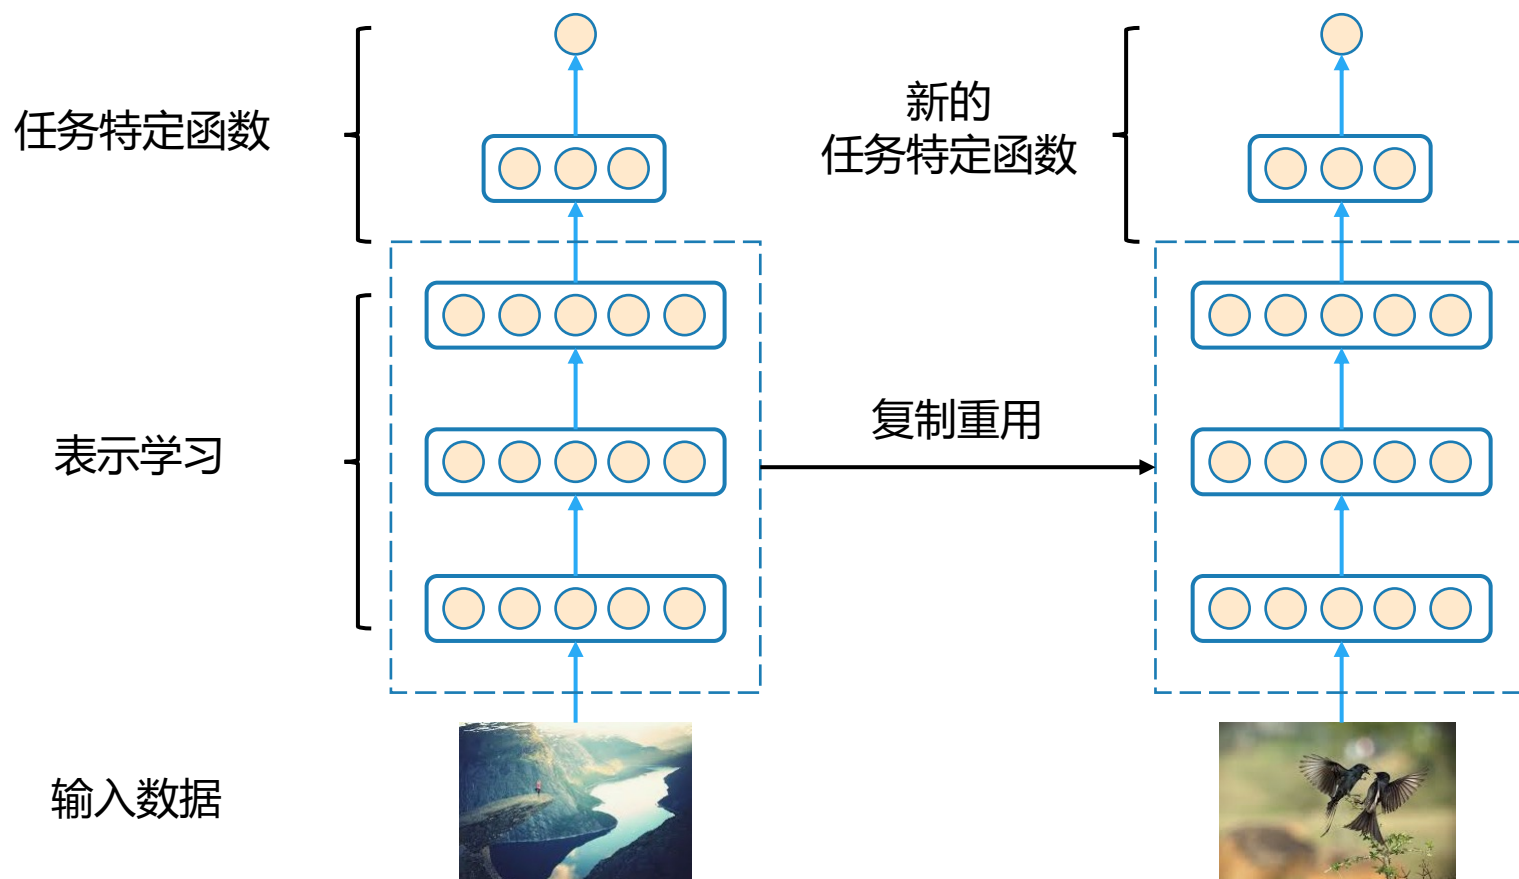 任务特定函数
新的
任务特定函数
表示学习
复制重用
输入数据